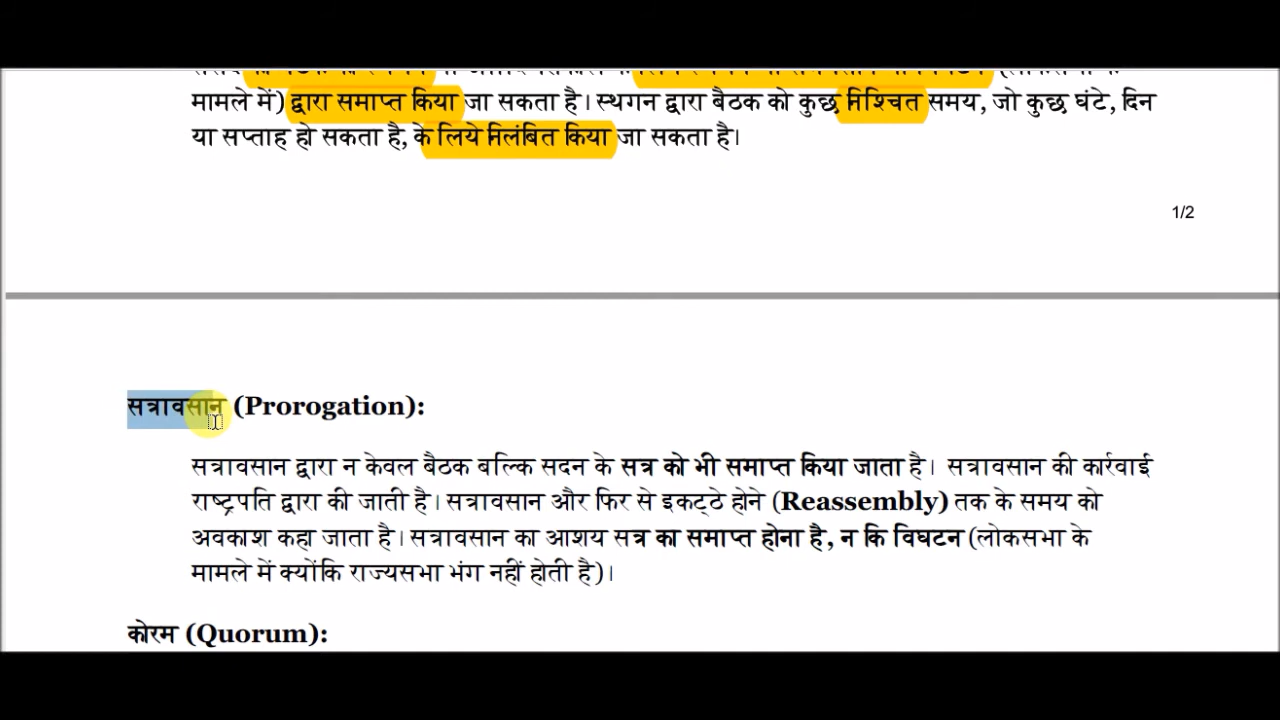 मामले में) द्वारा समाप्त किया जा सकता है। स्थगन द्वारा बैठक को कुछ निश्चित समय, जो कुछ घंटे, दिन
या सप्ताह हो सकता है, के लिये निलंबित किया जा सकता है।
1/2
सत्रावसान (Prorogation):
सत्रावसान द्वारा न केवल बैठक बल्कि सदन के सत्र को भी समाप्त किया जाता है। सत्रावसान की कार्रवाई
राष्ट्रपति द्वारा की जाती है। सत्रावसान और फिर से इकट्ठे होने (Reassembly) तक के समय को
अवकाश कहा जाता है। सत्रावसान का आशय सत्र का समाप्त होना है, न कि विघटन (लोकसभा के
मामले में क्योंकि राज्यसभा भंग नहीं होती है)।
कोरम (Quorum):